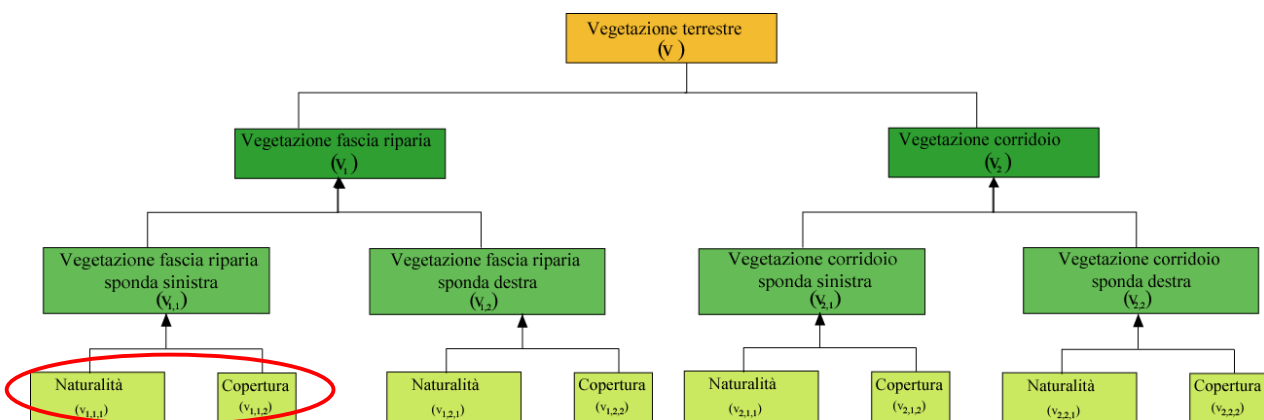 Vegetazione terrestre
(v)
Vegetazione fascia riparia
(v₁)
Vegetazione corridoio
(v₂)
Vegetazione fascia riparia
sponda sinistra
(v₁,₁)
Vegetazione fascia riparia
sponda destra
(v₁,₂)
Vegetazione corridoio
sponda sinistra
(v₂,₁)
Vegetazione corridoio
sponda destra
(v₂,₂)
Naturalità
(v₁,₁,₁)
Copertura
(v₁,₁,₂)
Naturalità
(v₁,₂,₁)
Copertura
(v₁,₂,₂)
Naturalità
(v₂,₁,₁)
Copertura
(v₂,₁,₂)
Naturalità
(v₂,₂,₁)
Copertura
(v₂,₂,₂)